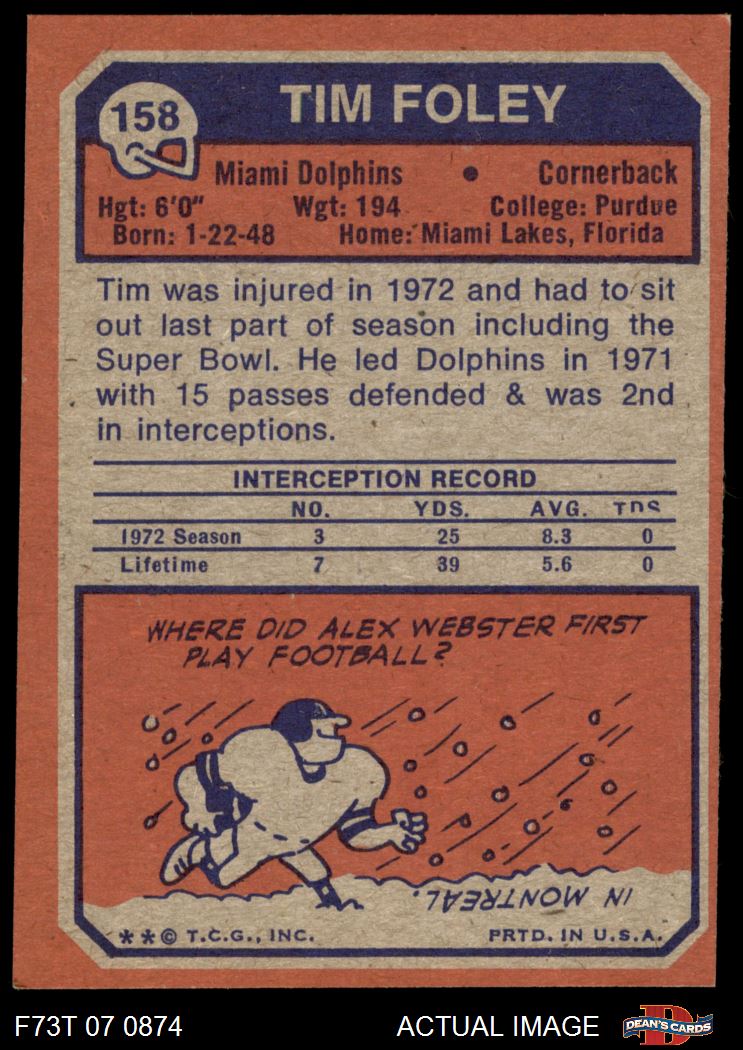 158
TIM FOLEY
Miami Dolphins • Cornerback
Hgt: 6'0" Wgt: 194 College: Purdue
Born: 1-22-48 Home: Miami Lakes, Florida
Tim was injured in 1972 and had to sit
out last part of season including the
Super Bowl. He led Dolphins in 1971
with 15 passes defended & was 2nd
in interceptions.
INTERCEPTION RECORD
NO. YDS. AVG. TDS
1972 Season 3 25 8.3 0
Lifetime 7 39 5.6 0
WHERE DID ALEX WEBSTER FIRST
PLAY FOOTBALL?
IN MONTREAL.
**© T.C.G., INC. PRTD. IN U.S.A.
F73T 07 0874 ACTUAL IMAGE
D
DEAN'S CARDS